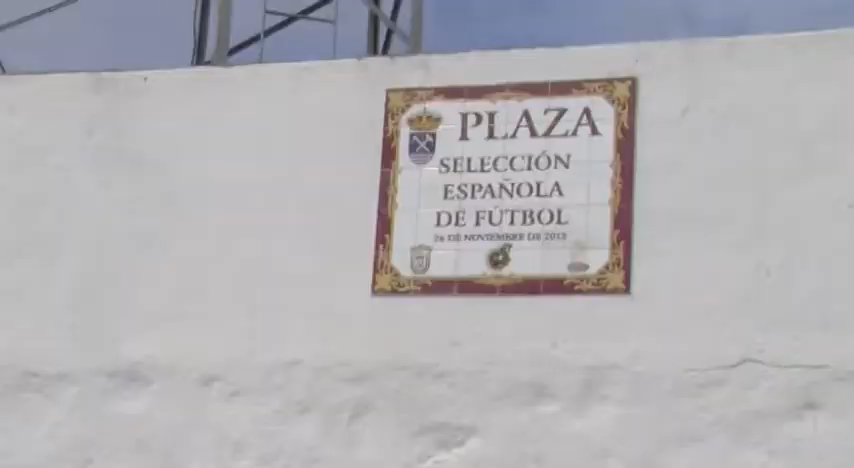 PLAZA
SELECCIÓN
ESPAÑOLA
DE FÚTBOL
26 DE NOVIEMBRE DE 2013